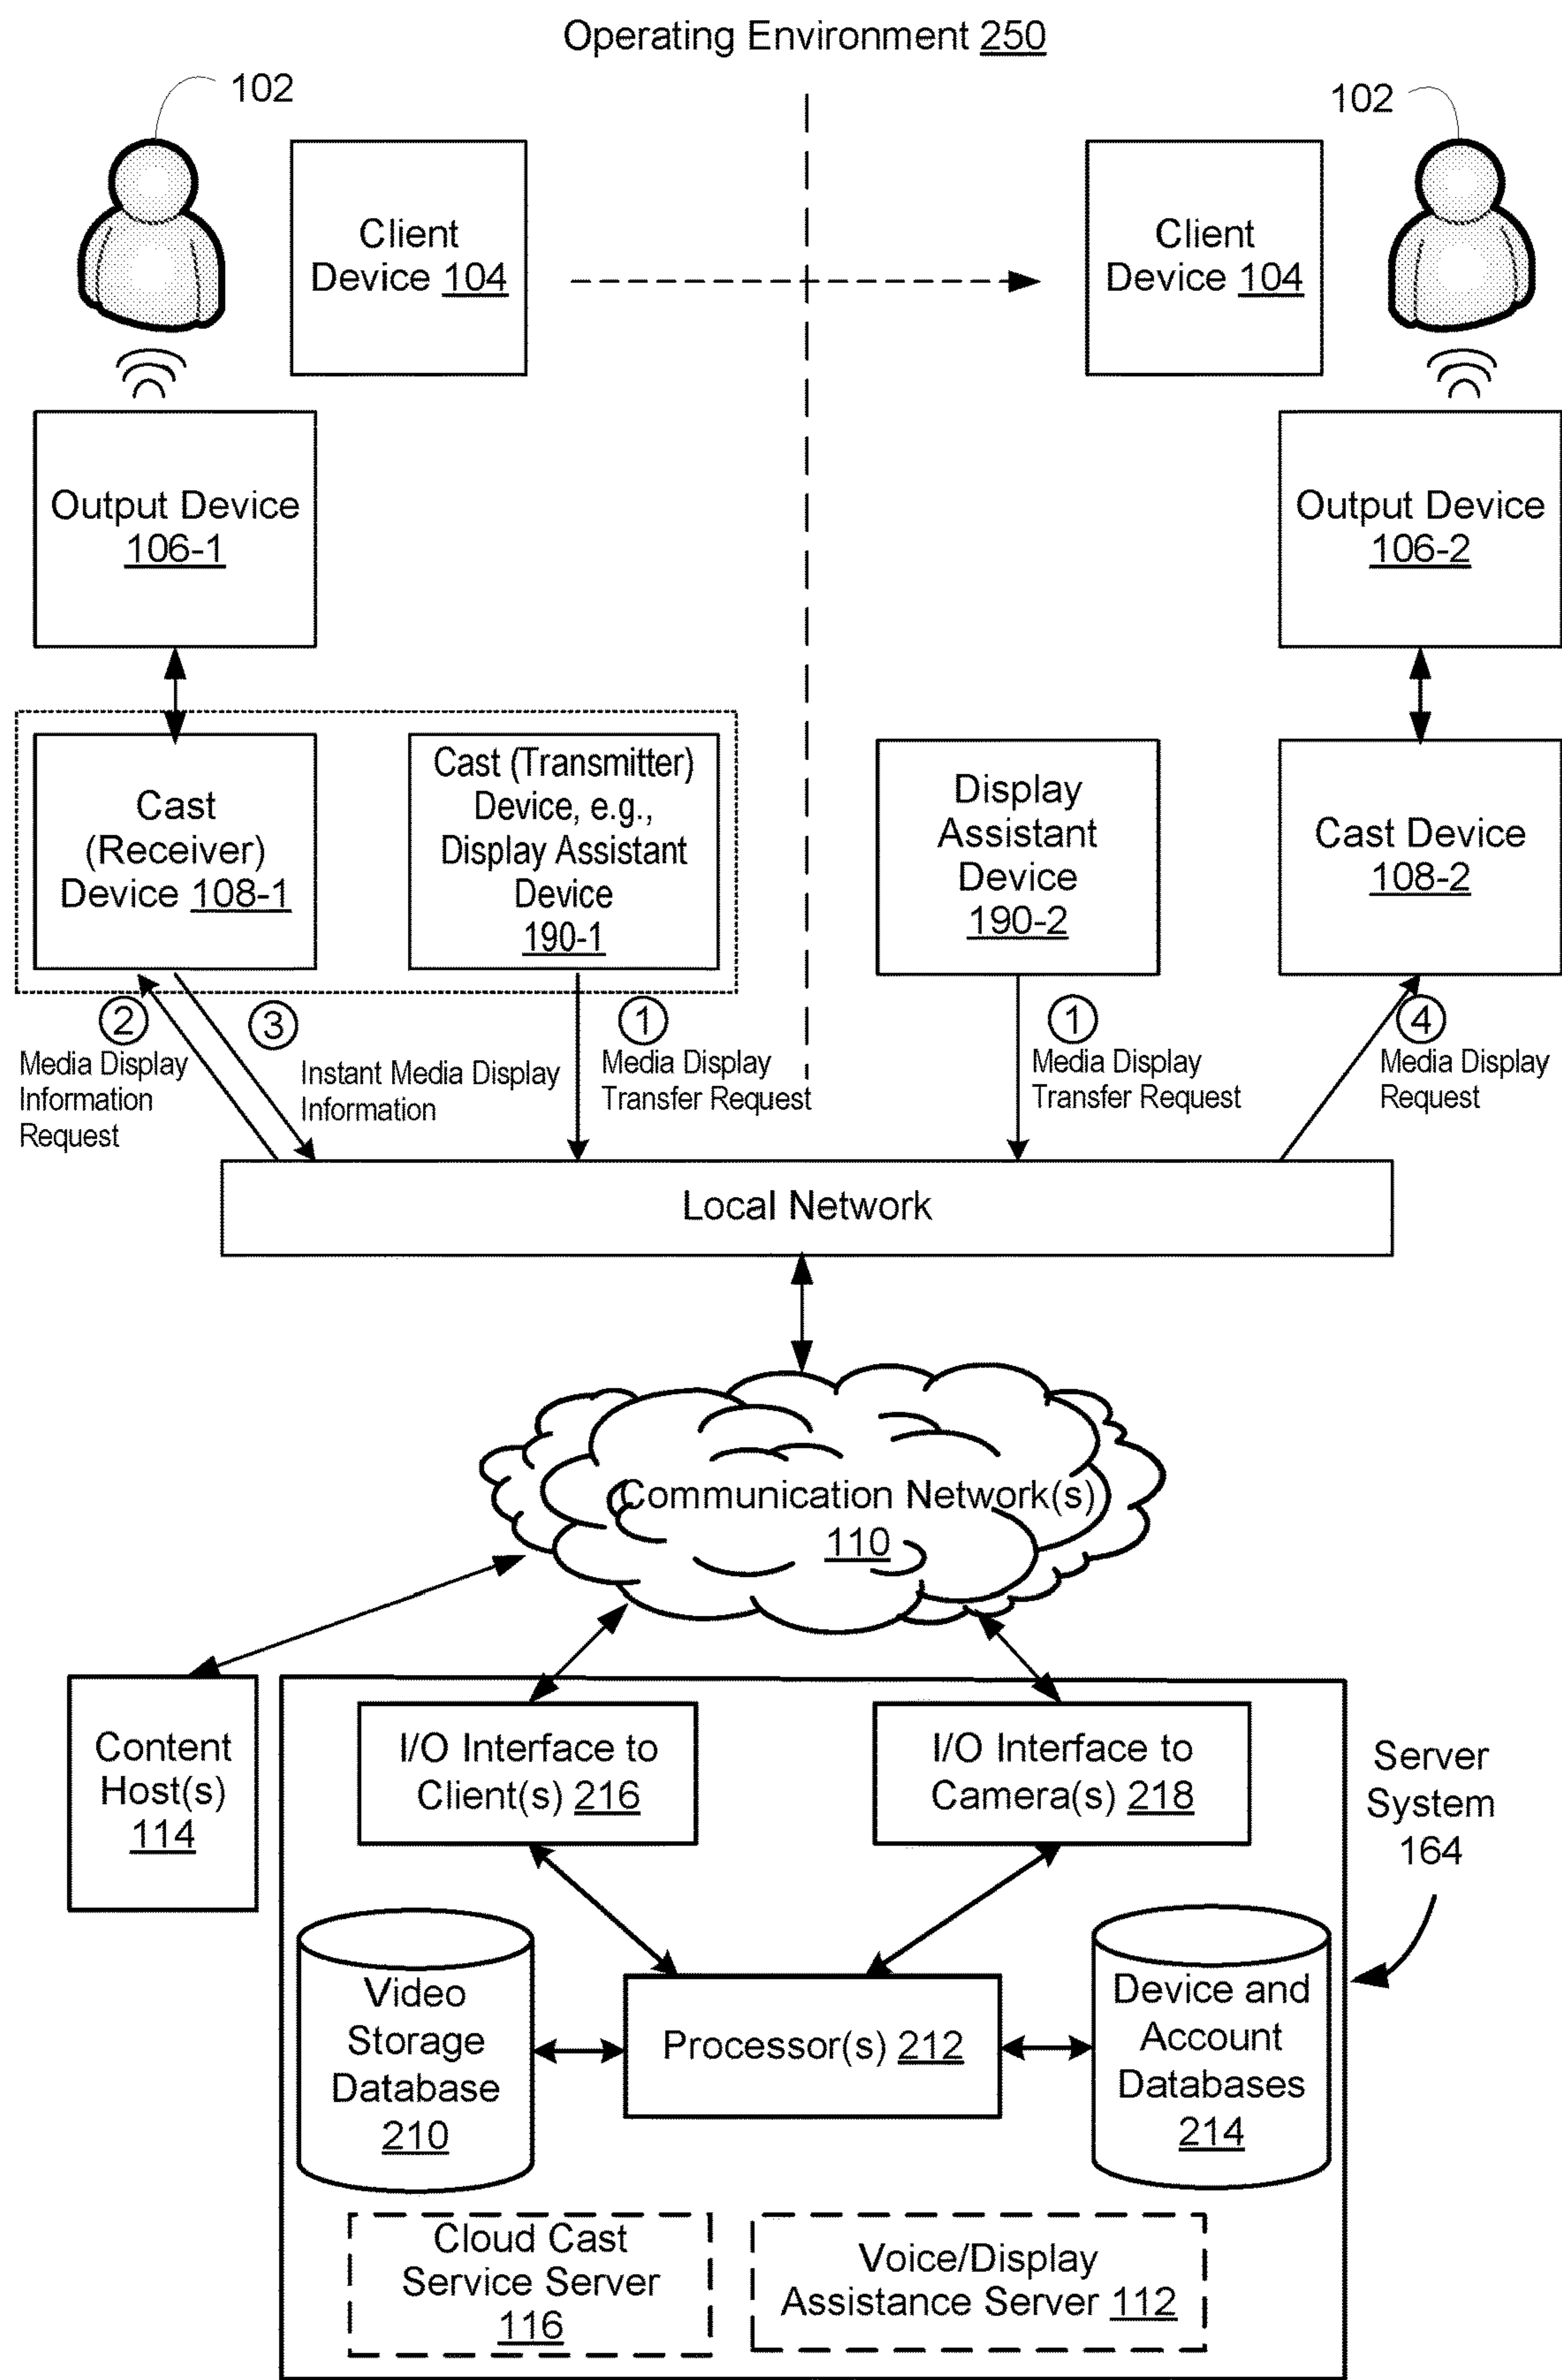 Operating Environment 250
102
102
Client
Device 104
Client
Device 104
Output Device
106-1
Output Device
106-2
Cast
(Receiver)
Device 108-1
Cast (Transmitter)
Device, e.g.,
Display Assistant
Device
190-1
Display
Assistant
Device
190-2
Cast Device
108-2
2
Media Display
Information
Request
3
Instant Media Display
Information
1
Media Display
Transfer Request
1
Media Display
Transfer Request
4
Media Display
Request
Local Network
Communication Network(s)
110
Content
Host(s)
114
I/O Interface to
Client(s) 216
I/O Interface to
Camera(s) 218
Server
System
164
Video
Storage
Database
210
Processor(s) 212
Device and
Account
Databases
214
Cloud Cast
Service Server
116
Voice/Display
Assistance Server 112